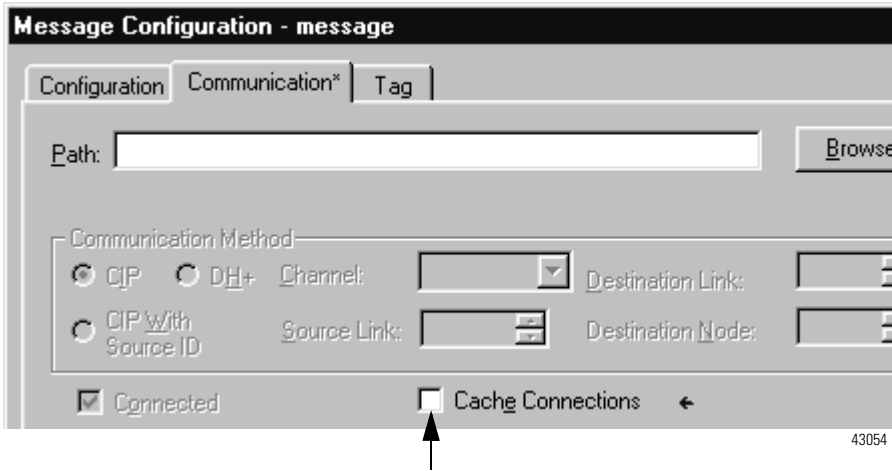 Message Configuration - message
Configuration Communication* Tag
Path: Browse
Communication Method
CIP DH+ Channel: Destination Link:
CIP With Source ID Source Link: Destination Node:
Connected Cache Connections
43054